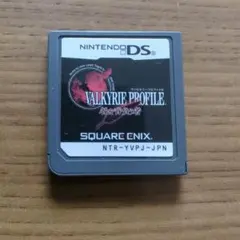 NINTENDO DS
VALKYRIE PROFILE
SQUARE ENIX
NTR-YVPJ-JPN